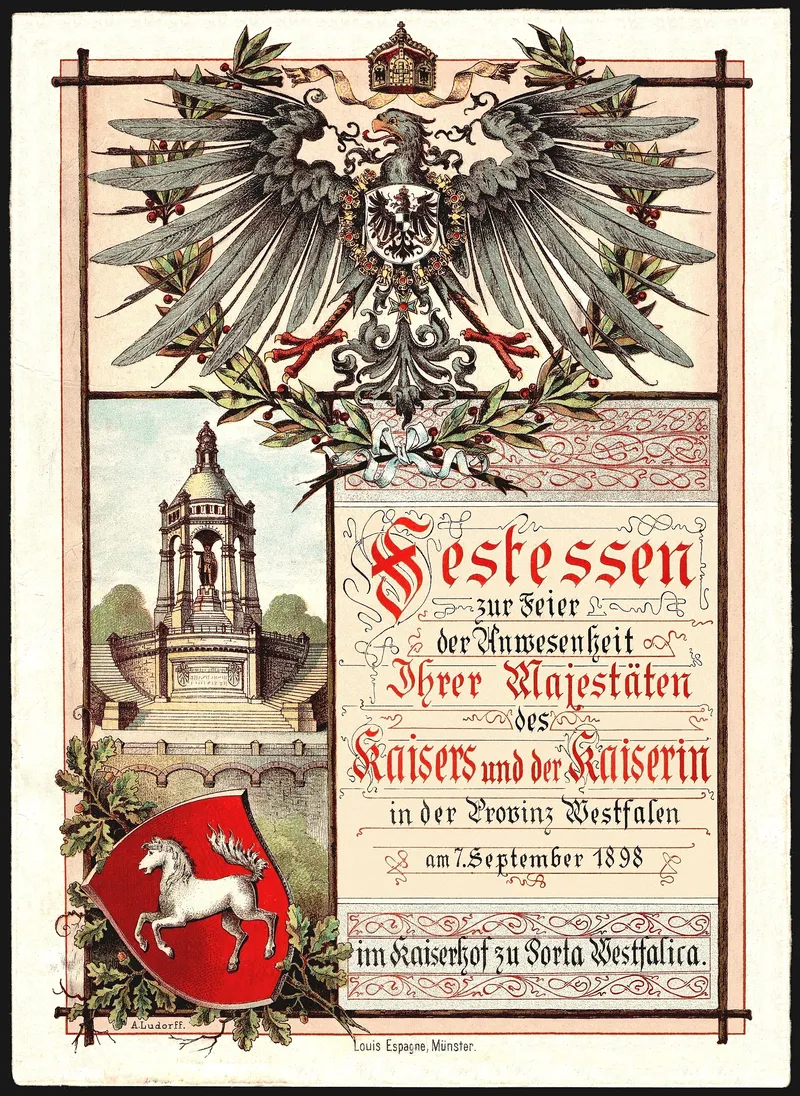 Festessen
zur Feier
der Anwesenheit
Ihrer Majestäten
des
Kaisers und der Kaiserin
in der Provinz Westfalen
am 7. September 1898
im Kaiserhof zu Porta Westfalica.
A. Ludorff.
Louis Espagne, Münster.